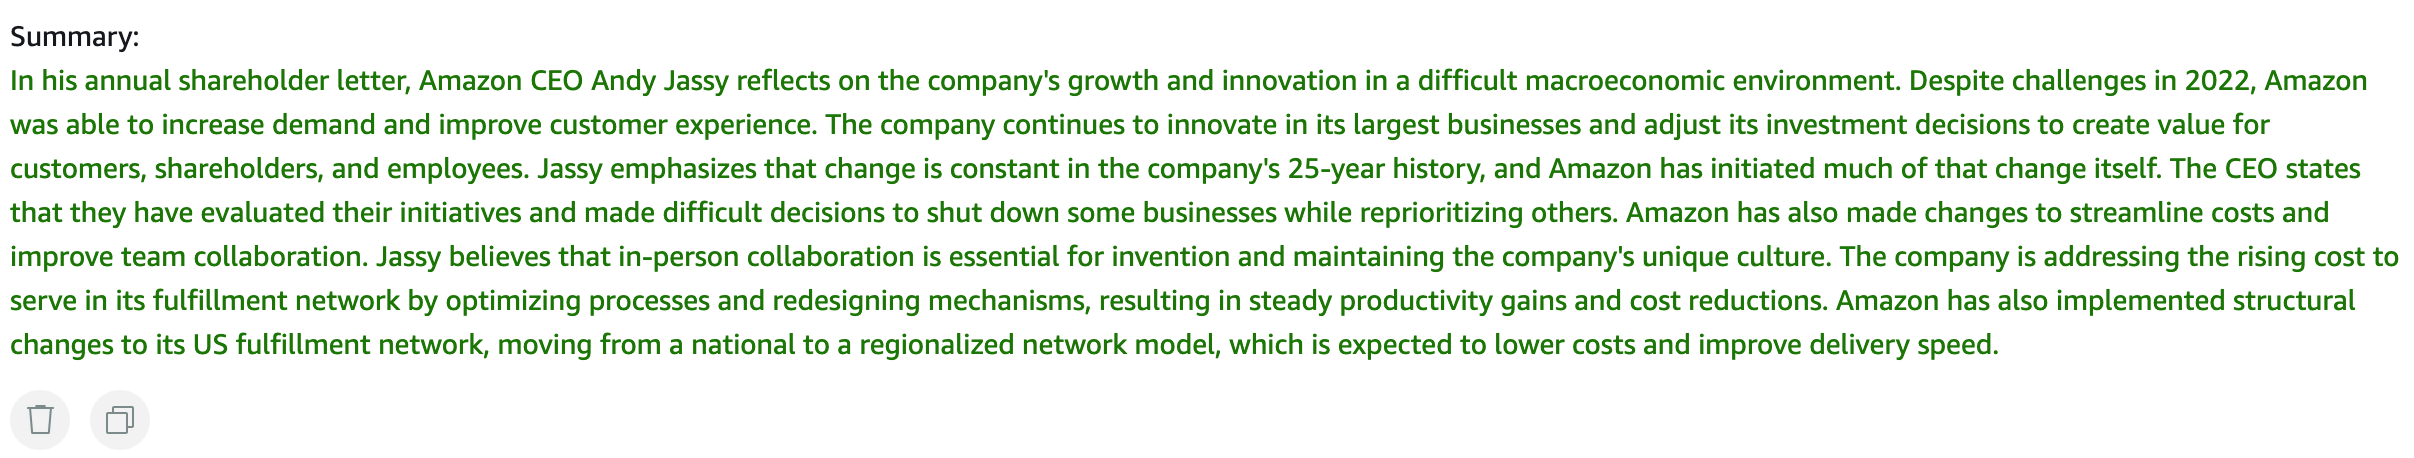 Summary:
In his annual shareholder letter, Amazon CEO Andy Jassy reflects on the company's growth and innovation in a difficult macroeconomic environment. Despite challenges in 2022, Amazon
was able to increase demand and improve customer experience. The company continues to innovate in its largest businesses and adjust its investment decisions to create value for
customers, shareholders, and employees. Jassy emphasizes that change is constant in the company's 25-year history, and Amazon has initiated much of that change itself. The CEO states
that they have evaluated their initiatives and made difficult decisions to shut down some businesses while reprioritizing others. Amazon has also made changes to streamline costs and
improve team collaboration. Jassy believes that in-person collaboration is essential for invention and maintaining the company's unique culture. The company is addressing the rising cost to
serve in its fulfillment network by optimizing processes and redesigning mechanisms, resulting in steady productivity gains and cost reductions. Amazon has also implemented structural
changes to its US fulfillment network, moving from a national to a regionalized network model, which is expected to lower costs and improve delivery speed.